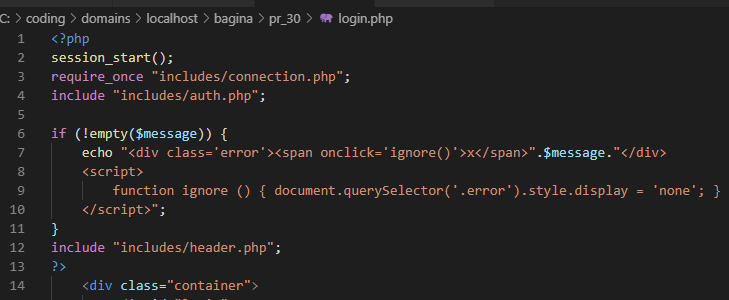 C: > coding > domains > localhost > bagina > pr_30 > login.php
1 <?php
2 session_start();
3 require_once "includes/connection.php";
4 include "includes/auth.php";
5
6 if (!empty($message)) {
7 echo "<div class='error'><span onclick='ignore()'>x</span>".$message."</div>
8 <script>
9 function ignore () { document.querySelector('.error').style.display = 'none'; }
10 </script>";
11 }
12 include "includes/header.php";
13 ?>
14 <div class="container">